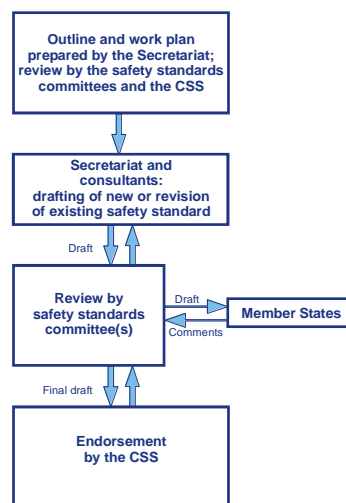 Outline and work plan
prepared by the Secretariat;
review by the safety standards
committees and the CSS
Secretariat and
consultants:
drafting of new or revision
of existing safety standard
Draft
Review by
safety standards
committee(s)
Draft
Member States
Comments
Final draft
Endorsement
by the CSS